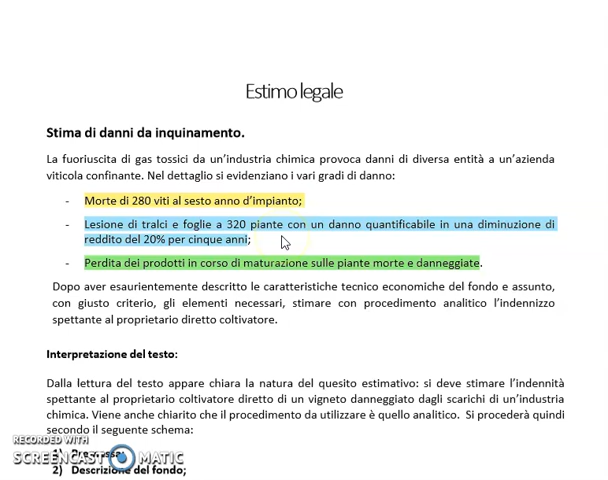 Estimo legale
Stima di danni da inquinamento.
La fuoriuscita di gas tossici da un'industria chimica provoca danni di diversa entità a un'azienda
viticola confinante. Nel dettaglio si evidenziano i vari gradi di danno:
- Morte di 280 viti al sesto anno d'impianto;
- Lesione di tralci e foglie a 320 piante con un danno quantificabile in una diminuzione di
reddito del 20% per cinque anni;
- Perdita dei prodotti in corso di maturazione sulle piante morte e danneggiate.
Dopo aver esaurientemente descritto le caratteristiche tecnico economiche del fondo e assunto,
con giusto criterio, gli elementi necessari, stimare con procedimento analitico l'indennizzo
spettante al proprietario diretto coltivatore.
Interpretazione del testo:
Dalla lettura del testo appare chiara la natura del quesito estimativo: si deve stimare l'indennità
spettante al proprietario coltivatore diretto di un vigneto danneggiato dagli scarichi di un'industria
chimica. Viene anche chiarito che il procedimento da utilizzare è quello analitico. Si procederà quindi
secondo il seguente schema:
RECORDED WITH
SCREENCAST MATIC
1)
2) Descrizione del fondo;